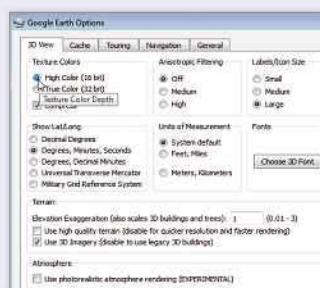 Google Earth Options
3D View Cache Touring Navigation General
Texture Colors
High Color (16 bit)
True Color (32 bit)
Texture Color Depth
Compress
Anisotropic Filtering
Off
Medium
High
Labels/Icon Size
Small
Medium
Large
Show Lat/Long
Decimal Degrees
Degrees, Minutes, Seconds
Degrees, Decimal Minutes
Universal Transverse Mercator
Military Grid Reference System
Units of Measurement
System default
Feet, Miles
Meters, Kilometers
Fonts
Choose 3D Font
Terrain
Elevation Exaggeration (also scales 3D buildings and trees): 1 (0.01 - 3)
Use high quality terrain (disable for quicker resolution and faster rendering)
Use 3D Imagery (disable to use legacy 3D buildings)
Atmosphere
Use photorealistic atmosphere rendering (EXPERIMENTAL)